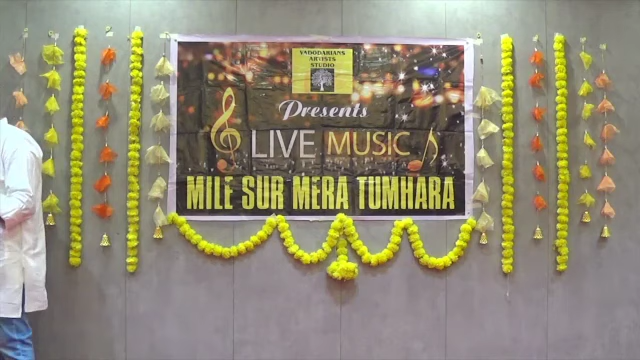 VADODARIANS
ARTISTS
STUDIO
Presents
LIVE MUSIC
MILE SUR MERA TUMHARA